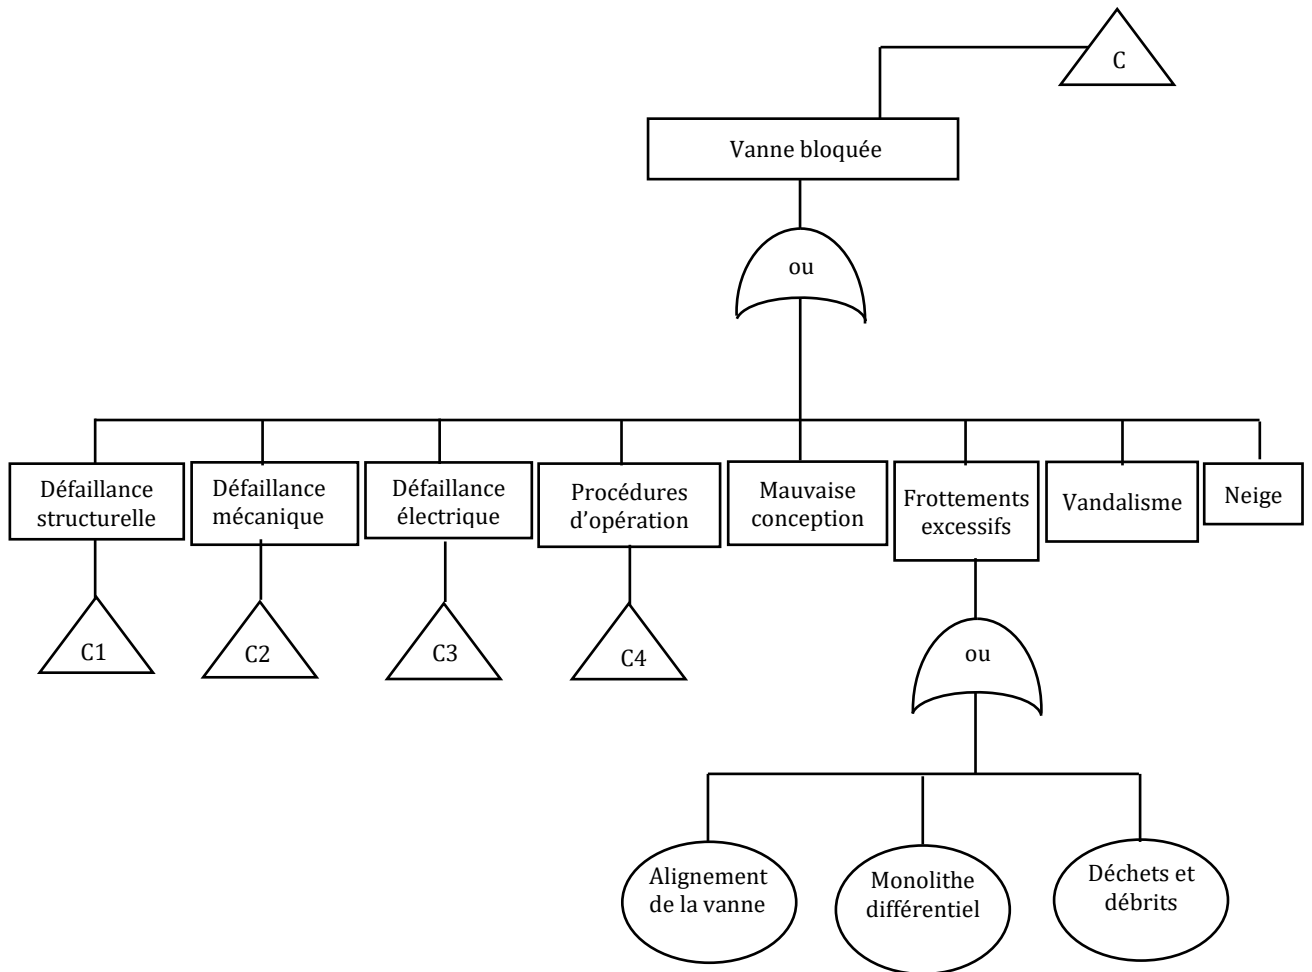 C
Vanne bloquée
ou
Défaillance
structurelle
Défaillance
mécanique
Défaillance
électrique
Procédures
d’opération
Mauvaise
conception
Frottements
excessifs
Vandalisme
Neige
C1
C2
C3
C4
ou
Alignement
de la vanne
Monolithe
différentiel
Déchets et
débrits